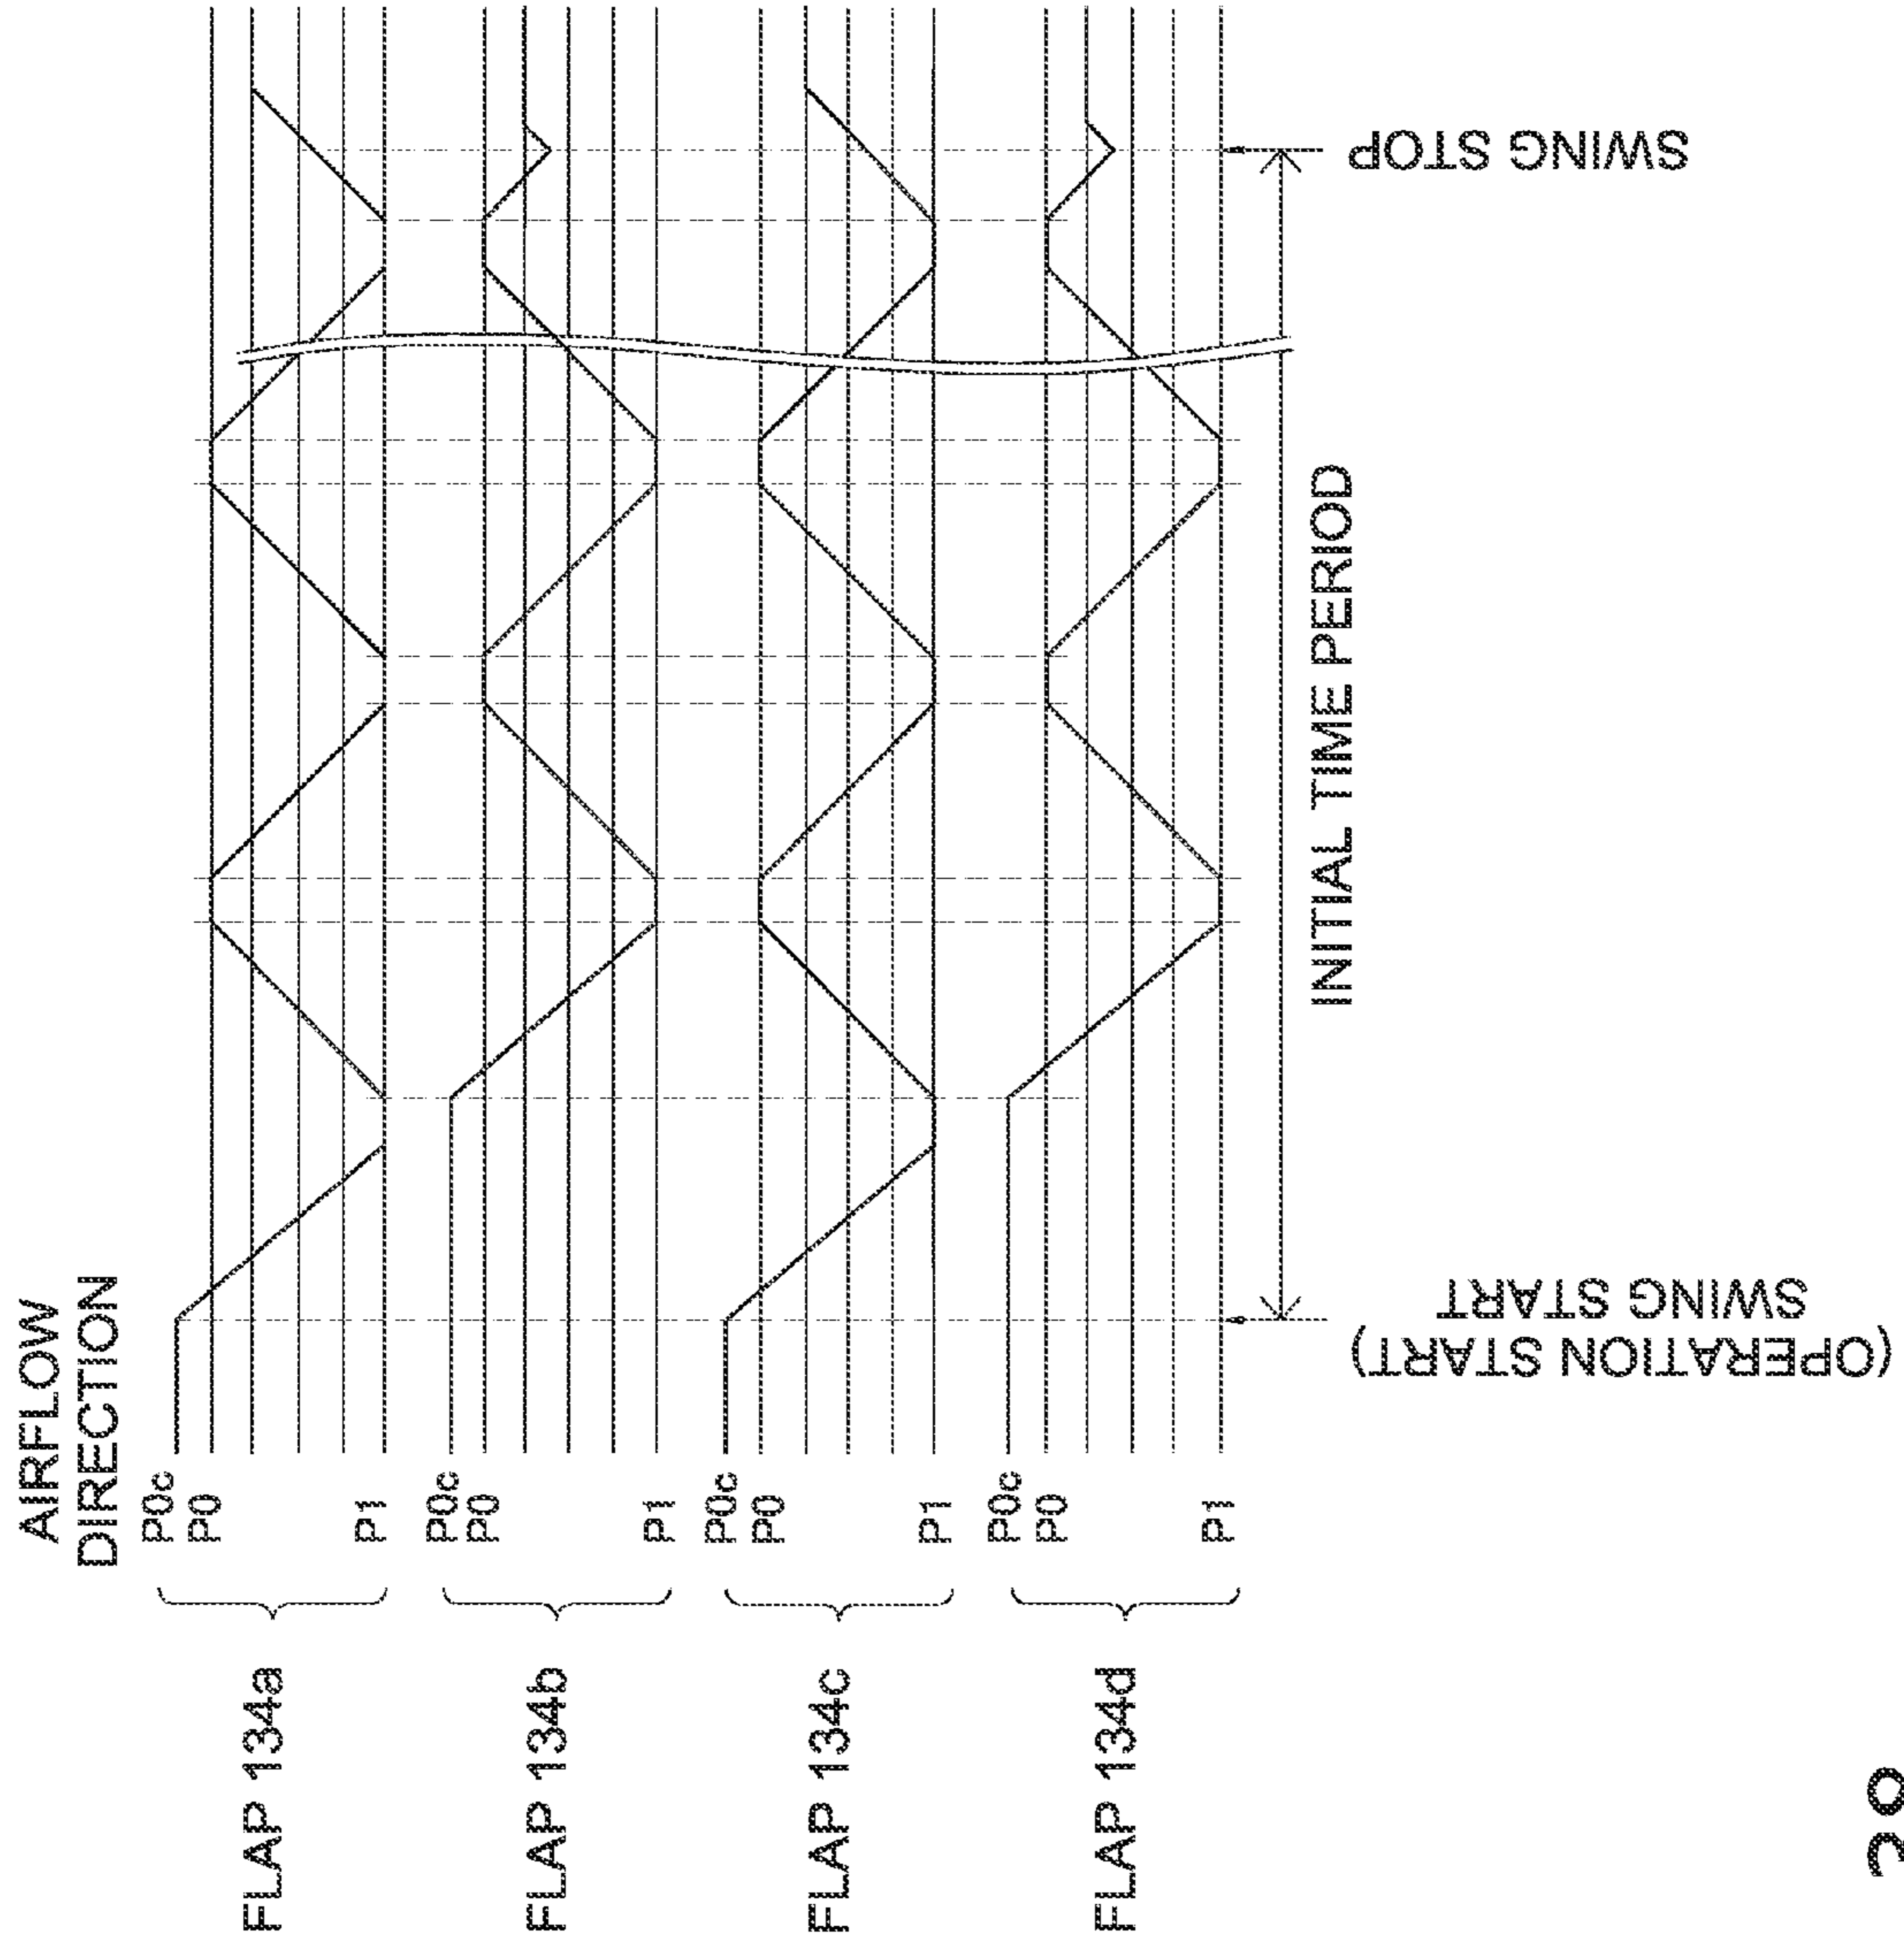 AIRFLOW
DIRECTION
FLAP 134a
P0c
P0
P1
FLAP 134b
P0c
P0
P1
FLAP 134c
P0c
P0
P1
FLAP 134d
P0c
P0
P1
(OPERATION START)
SWING START
INITIAL TIME PERIOD
SWING STOP